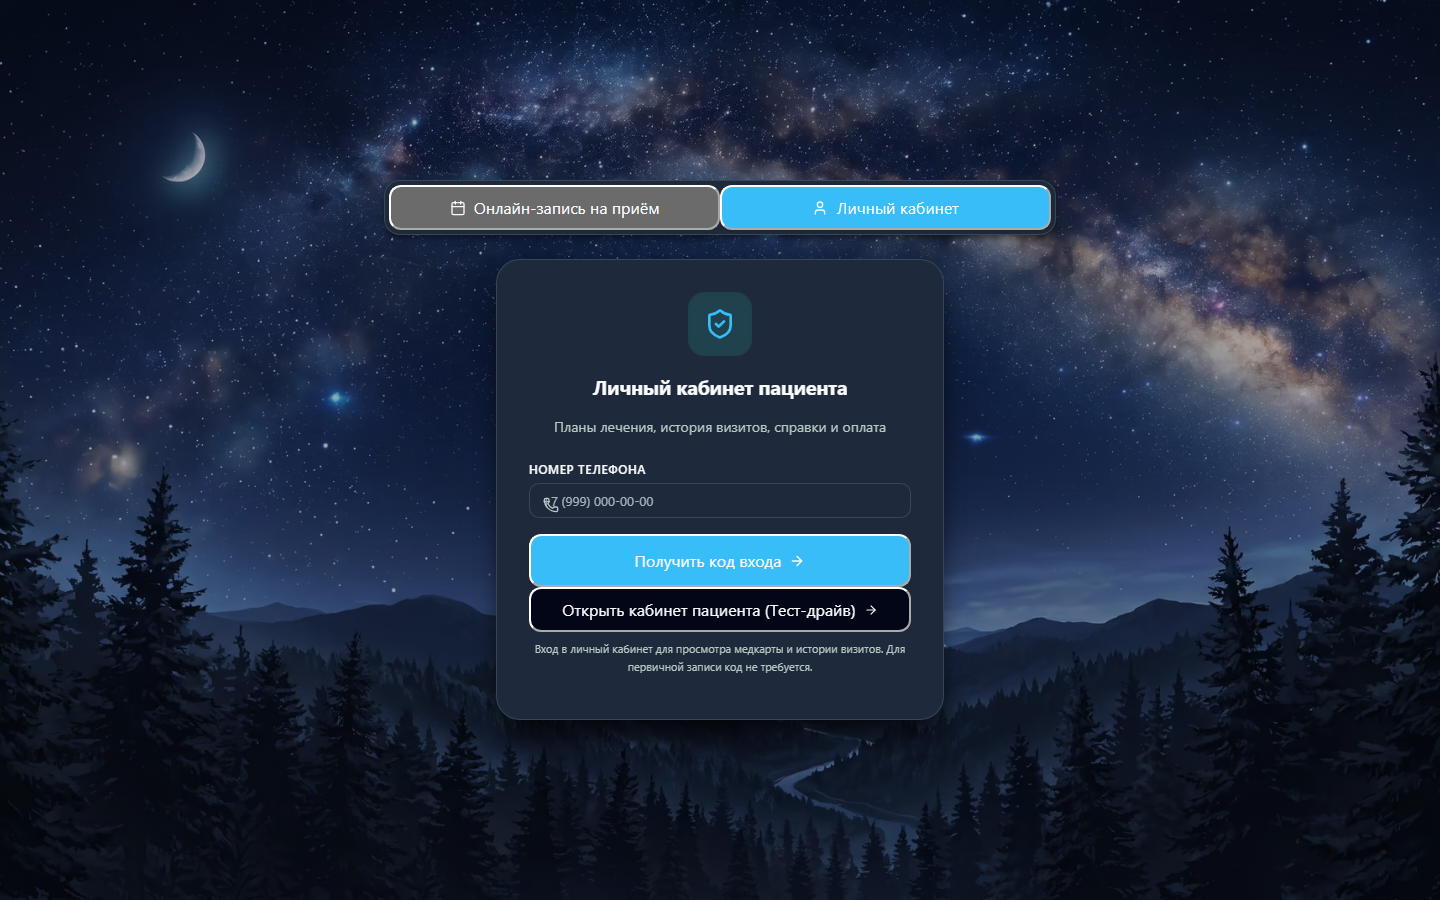 Онлайн-запись на приём
Личный кабинет
Личный кабинет пациента
Планы лечения, история визитов, справки и оплата
НОМЕР ТЕЛЕФОНА
7 (999) 000-00-00
Получить код входа
Открыть кабинет пациента (Тест-драйв)
Вход в личный кабинет для просмотра медкарты и истории визитов. Для
первичной записи код не требуется.